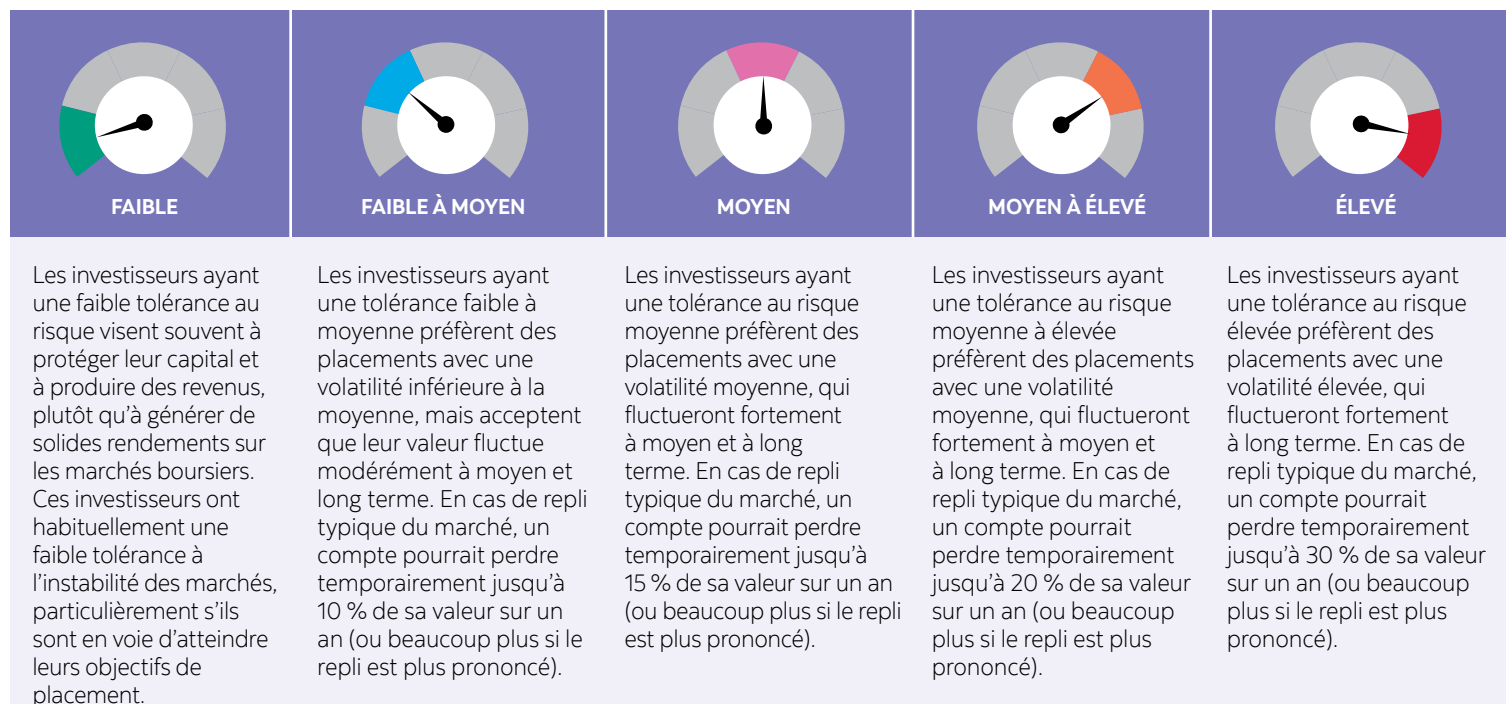 FAIBLE
Les investisseurs ayant
une faible tolérance au
risque visent souvent à
protéger leur capital et
à produire des revenus,
plutôt qu’à générer de
solides rendements sur
les marchés boursiers.
Ces investisseurs ont
habituellement une
faible tolérance à
l’instabilité des marchés,
particulièrement s’ils
sont en voie d’atteindre
leurs objectifs de
placement.
FAIBLE À MOYEN
Les investisseurs ayant
une tolérance faible à
moyenne préfèrent des
placements avec une
volatilité inférieure à la
moyenne, mais acceptent
que leur valeur fluctue
modérément à moyen et
long terme. En cas de repli
typique du marché, un
compte pourrait perdre
temporairement jusqu’à
10 % de sa valeur sur un
an (ou beaucoup plus si le
repli est plus prononcé).
MOYEN
Les investisseurs ayant
une tolérance au risque
moyenne préfèrent des
placements avec une
volatilité moyenne, qui
fluctueront fortement
à moyen et à long
terme. En cas de repli
typique du marché, un
compte pourrait perdre
temporairement jusqu’à
15 % de sa valeur sur un an
(ou beaucoup plus si le repli
est plus prononcé).
MOYEN À ÉLEVÉ
Les investisseurs ayant
une tolérance au risque
moyenne à élevée
préfèrent des placements
avec une volatilité
moyenne, qui fluctueront
fortement à moyen et
à long terme. En cas de
repli typique du marché,
un compte pourrait
perdre temporairement
jusqu’à 20 % de sa valeur
sur un an (ou beaucoup
plus si le repli est plus
prononcé).
ÉLEVÉ
Les investisseurs ayant
une tolérance au risque
élevée préfèrent des
placements avec une
volatilité élevée, qui
fluctueront fortement
à long terme. En cas de
repli typique du marché,
un compte pourrait
perdre temporairement
jusqu’à 30 % de sa valeur
sur un an (ou beaucoup
plus si le repli est plus
prononcé).